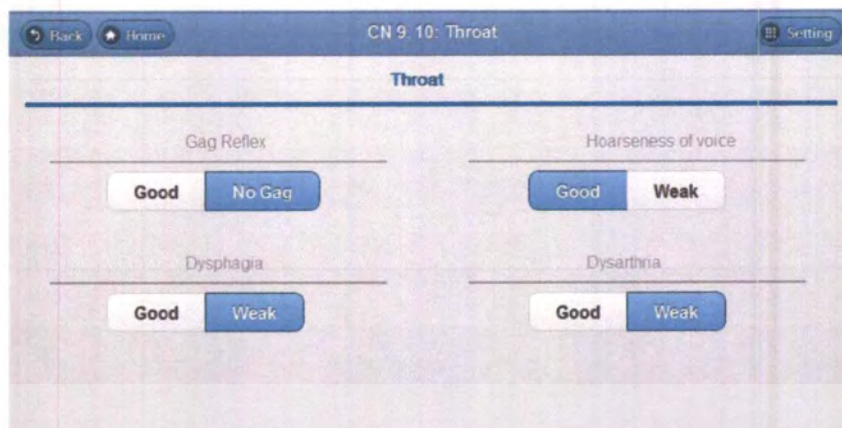 Back Home CN 9, 10: Throat Setting
Throat
Gag Reflex Hoarseness of voice
Good No Gag Good Weak
Dysphagia Dysarthria
Good Weak Good Weak